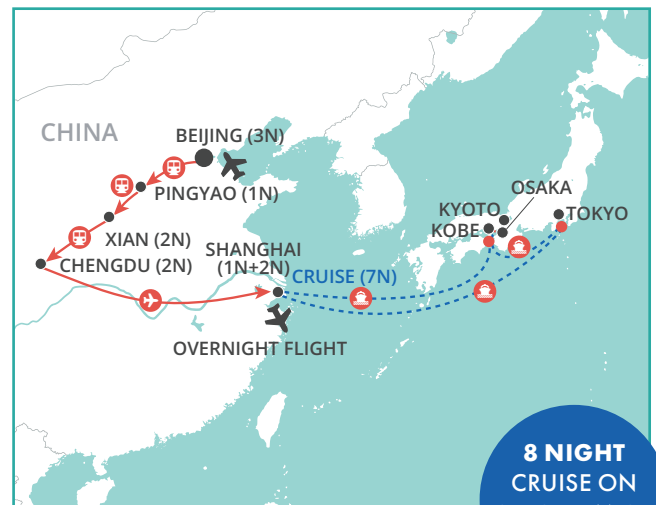 CHINA
BEIJING (3N)
PINGYAO (1N)
XIAN (2N)
CHENGDU (2N)
SHANGHAI
(1N+2N)
CRUISE (7N)
OVERNIGHT FLIGHT
OSAKA
KYOTO
TOKYO
KOBE
8 NIGHT
CRUISE ON